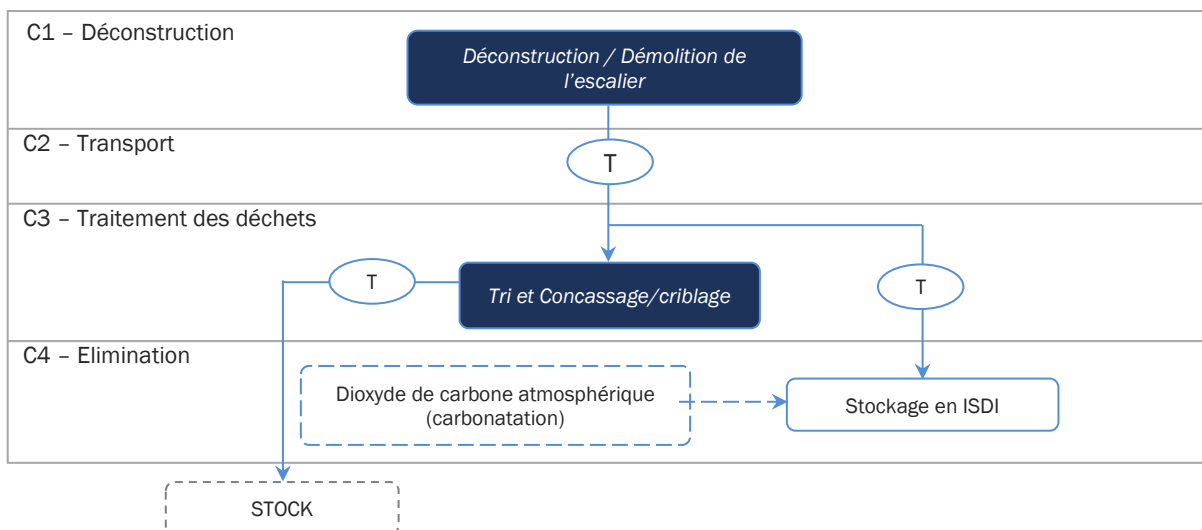 C1 – Déconstruction
Déconstruction / Démolition de
l'escalier
C2 – Transport
T
C3 – Traitement des déchets
T
Tri et Concassage/criblage
T
C4 – Elimination
Dioxyde de carbone atmosphérique
(carbonatation)
Stockage en ISDI
STOCK